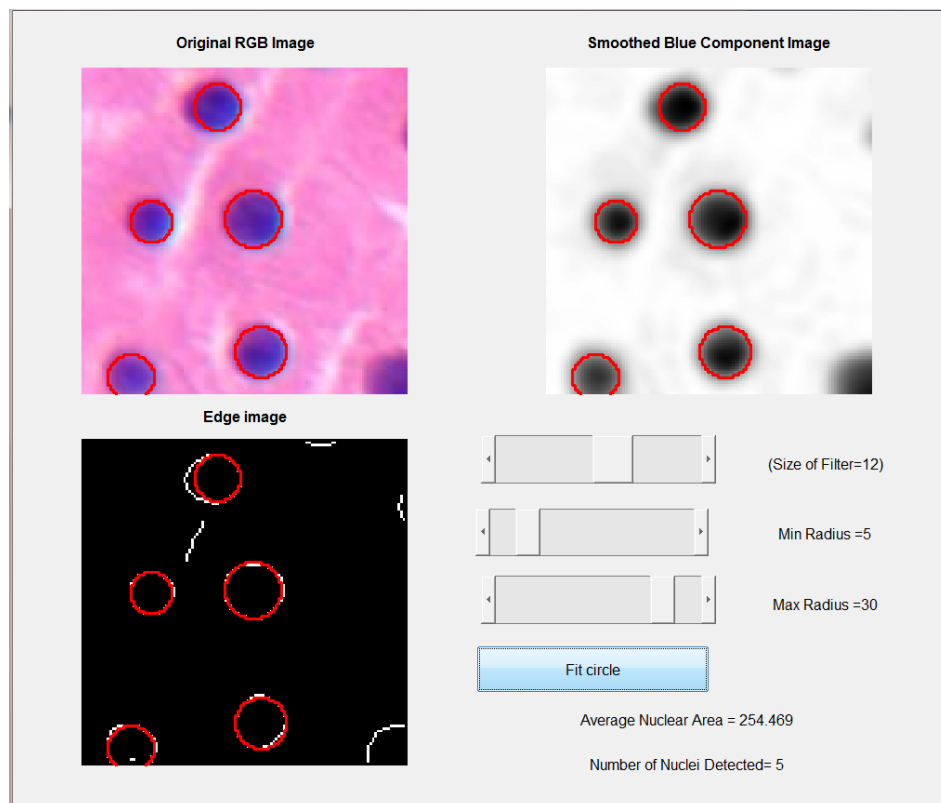 Original RGB Image
Smoothed Blue Component Image
Edge image
(Size of Filter=12)
Min Radius =5
Max Radius =30
Fit circle
Average Nuclear Area = 254.469
Number of Nuclei Detected= 5